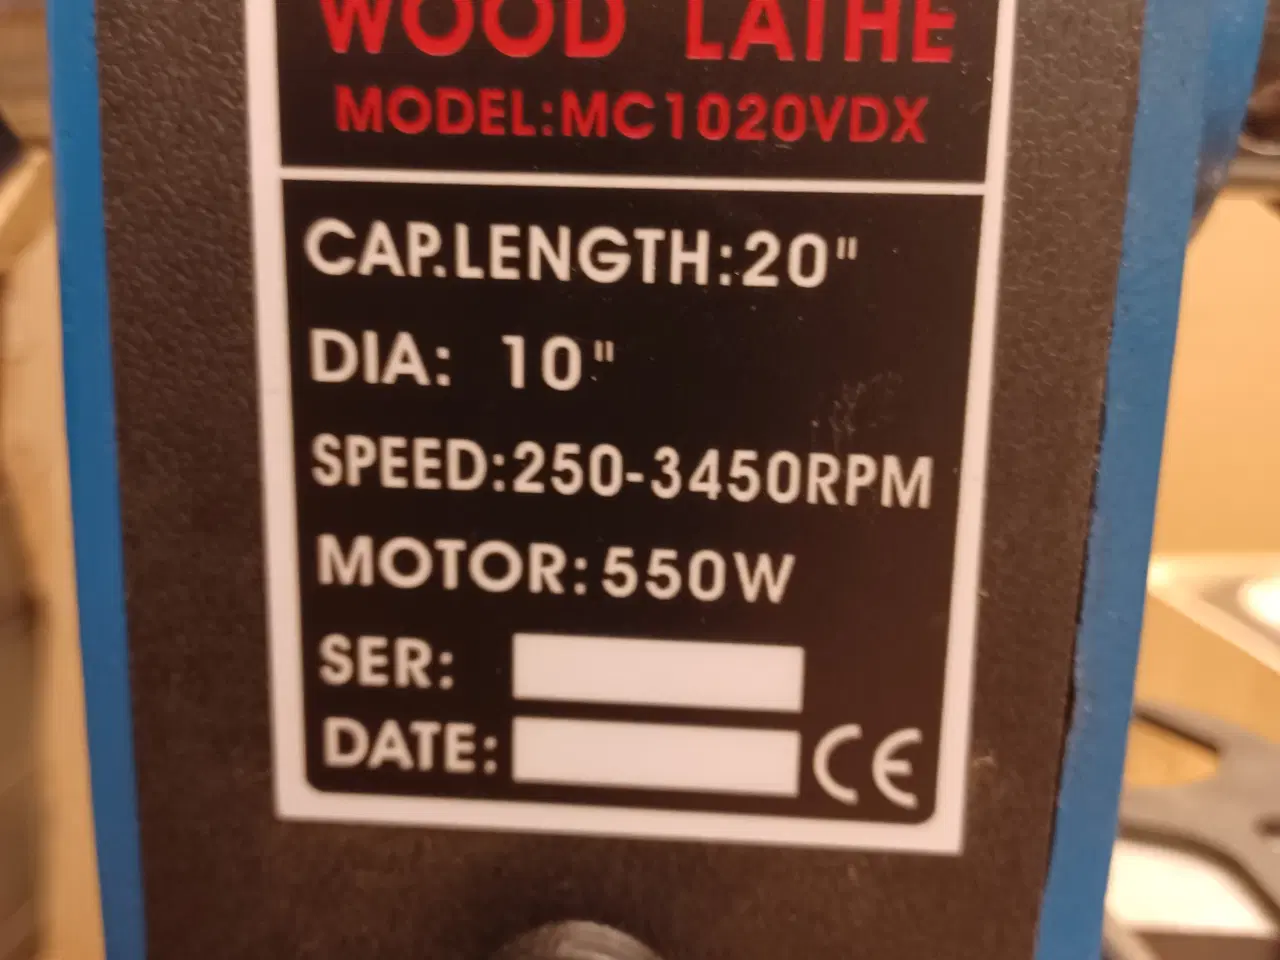 WOOD LATHE
MODEL:MC1020VDX
CAP.LENGTH:20"
DIA: 10"
SPEED:250-3450RPM
MOTOR:550W
SER:
DATE:
CE